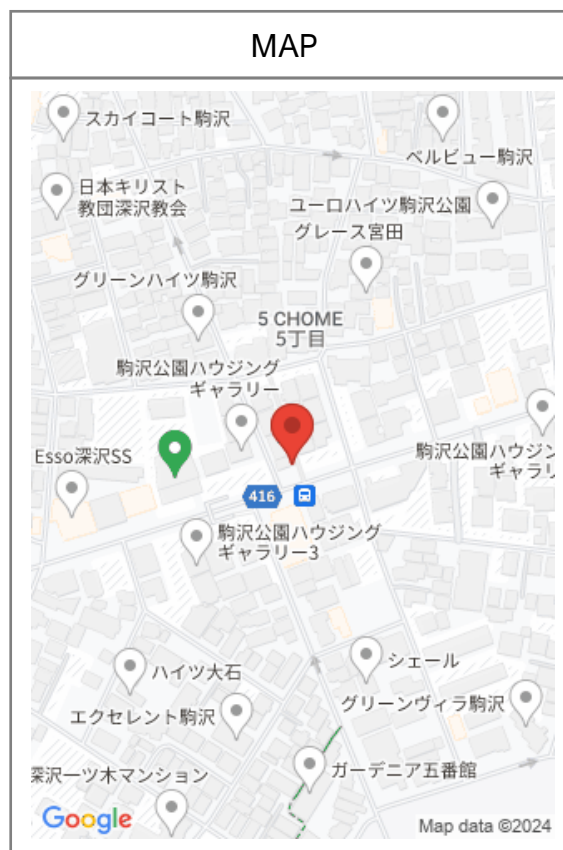 MAP
スカイコート駒沢
ベルビュー駒沢
日本キリスト
教団深沢教会
ユーロハイツ駒沢公園
グレース宮田
グリーンハイツ駒沢
5 CHOME
5丁目
駒沢公園ハウジング
ギャラリー
Esso深沢SS
駒沢公園ハウジン
ギャラリ
416
駒沢公園ハウジング
ギャラリー3
ハイツ大石
シェール
エクセレント駒沢
グリーンヴィラ駒沢
深沢一ツ木マンション
ガーデニア五番館
Google
Map data ©2024